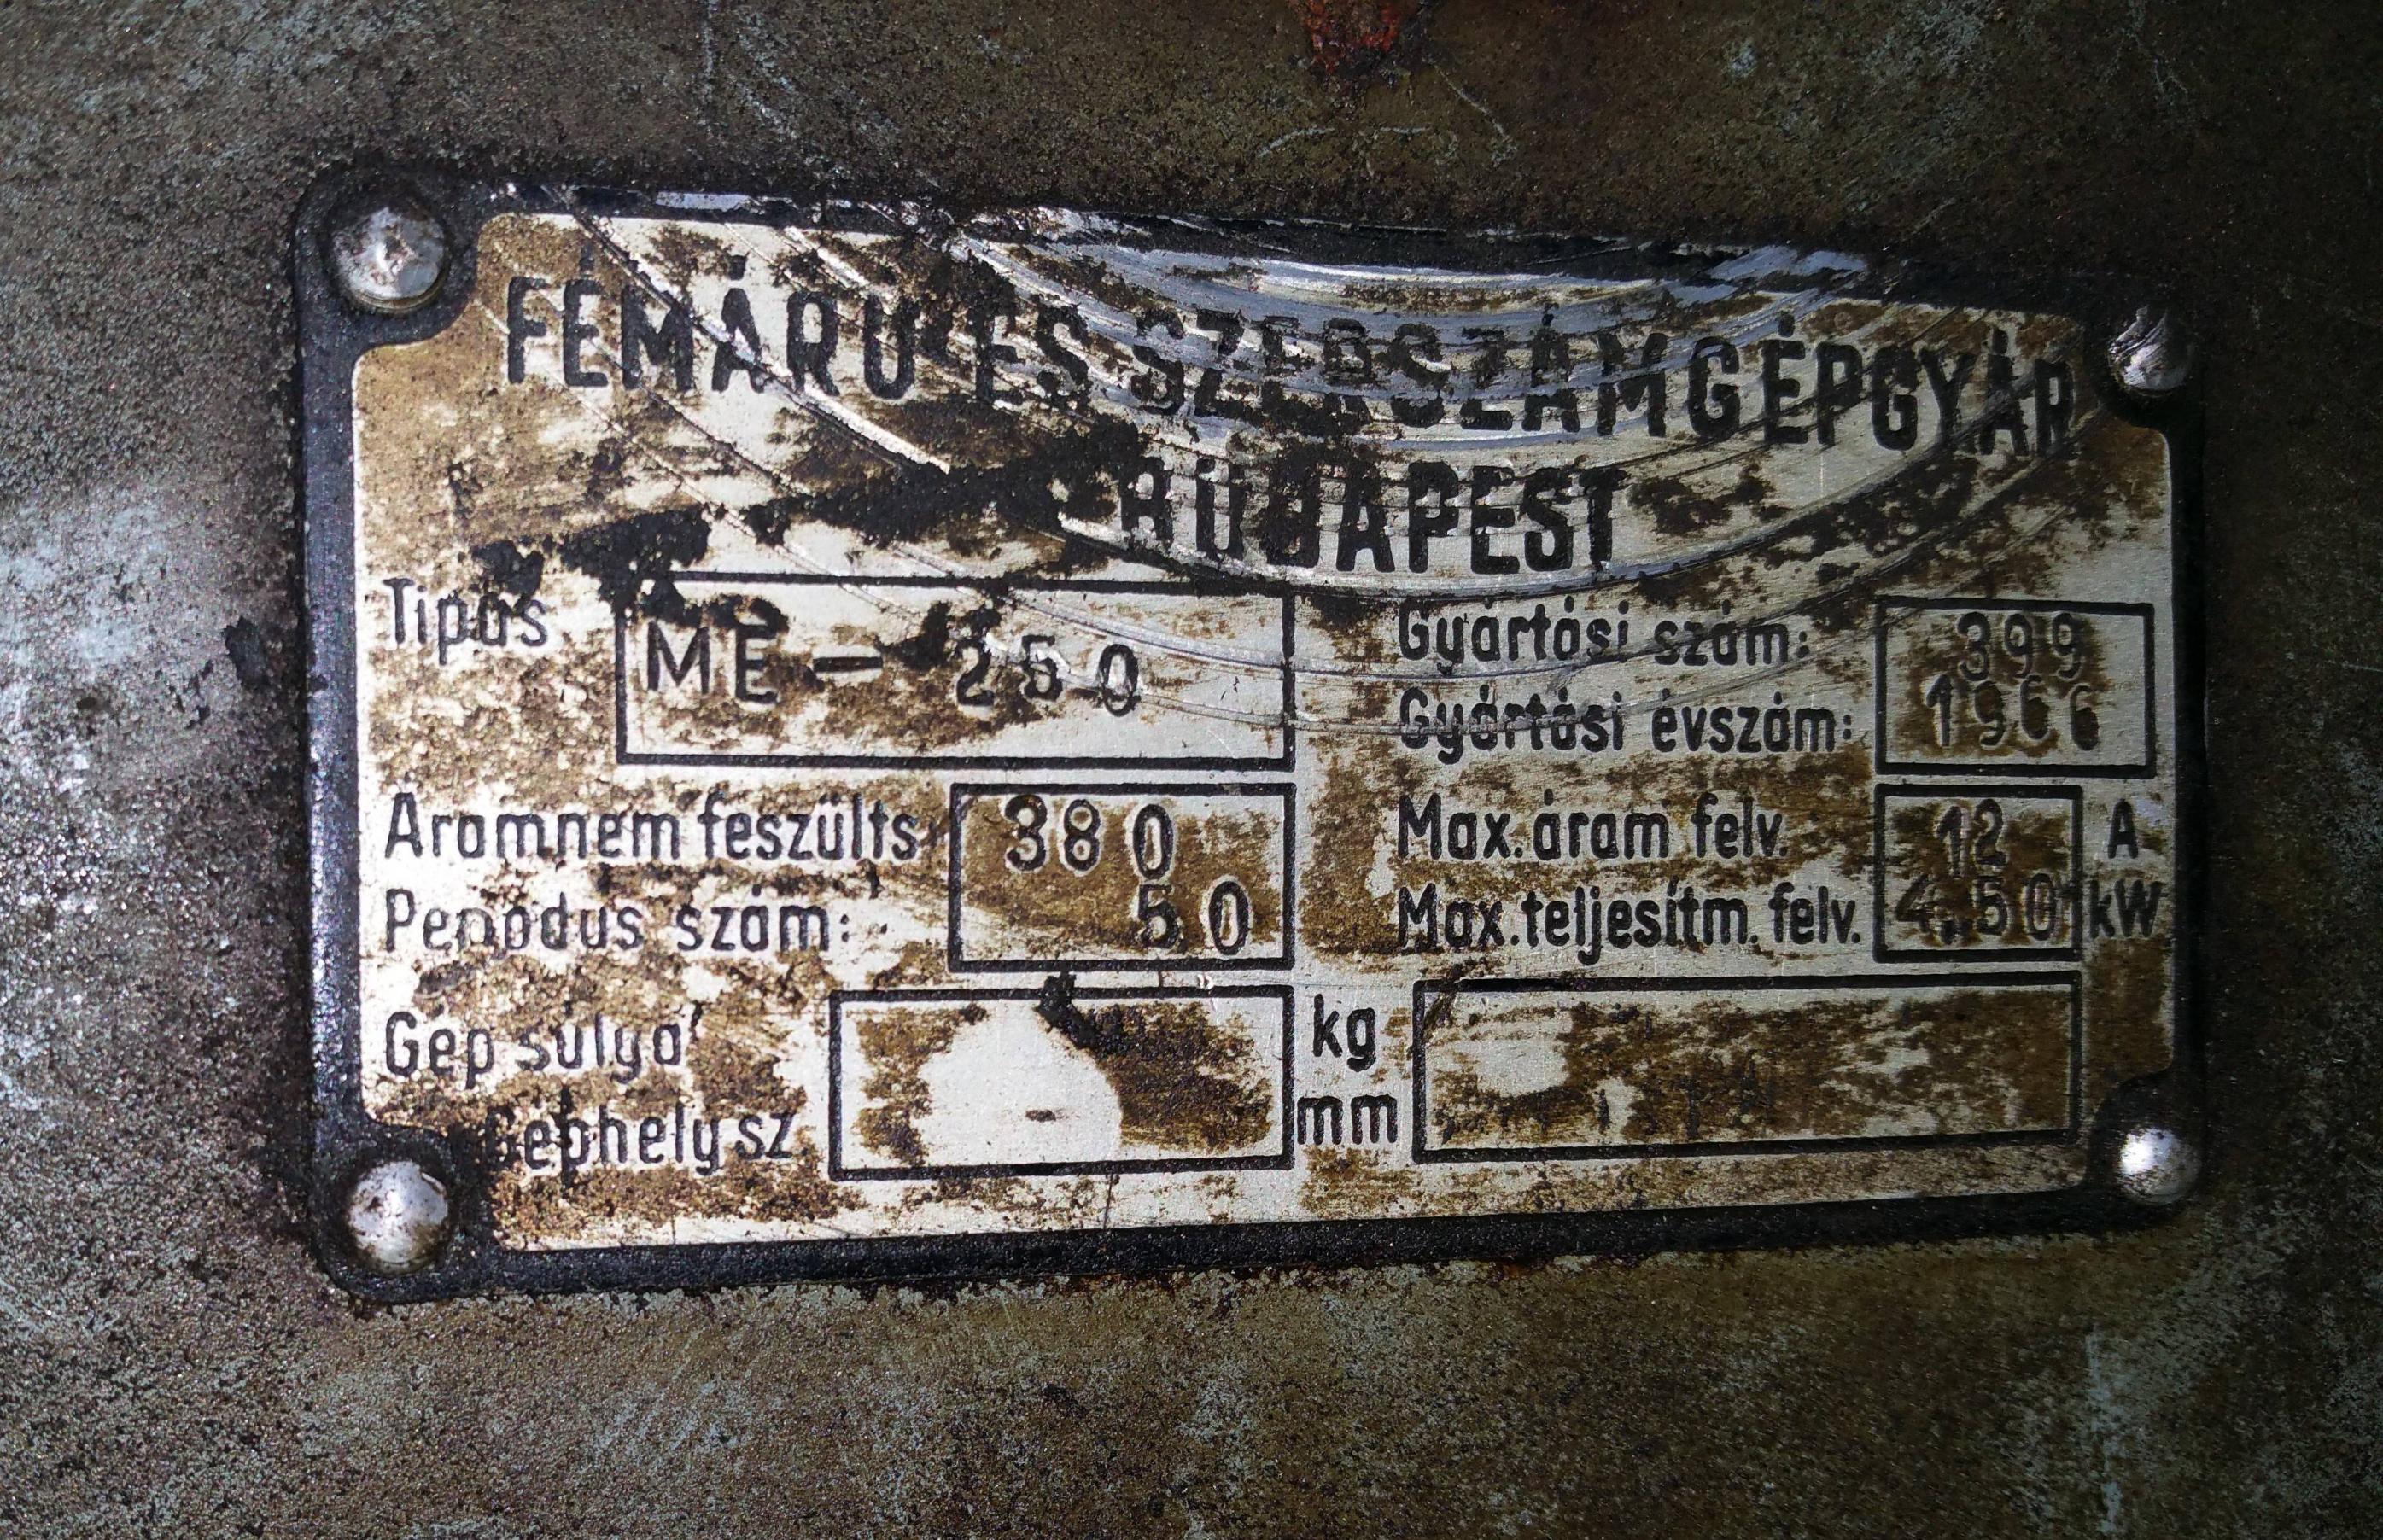 FÉMÁRU ÉS SZERSZÁMGÉPGYÁR
BUDAPEST
Tipus ME - 250
Gyártási szám: 399
Gyártási évszám: 1966
Áramnem feszülts 380
Periodus szám: 50
Max. áram felv. 12 A
Max. teljesítm. felv. 4.50 kW
Gép súlya kg
Géphely sz. - mm